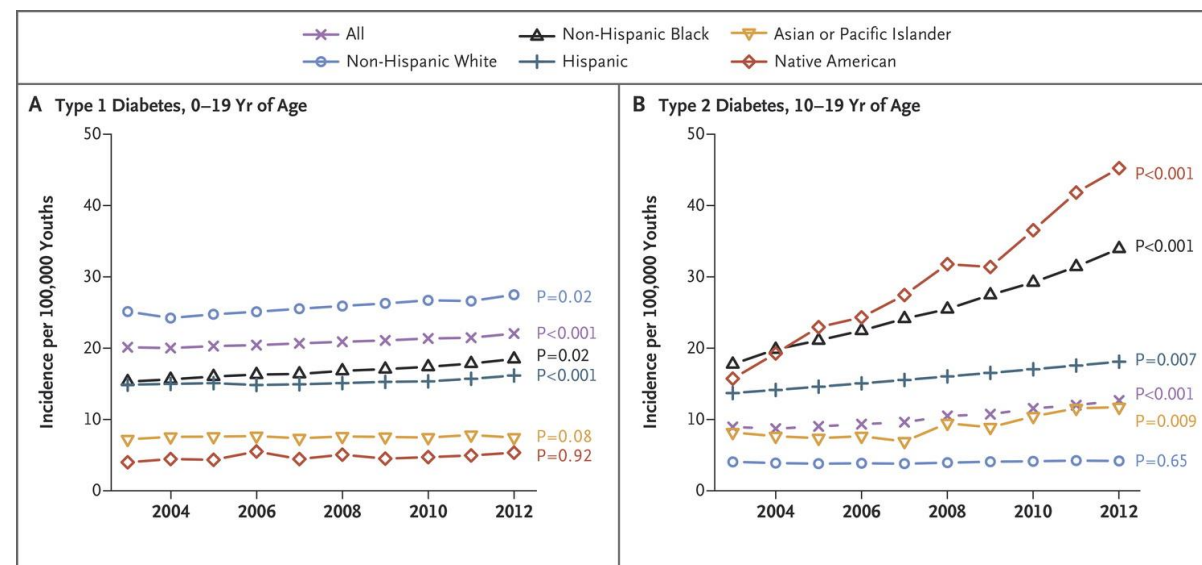 All
Non-Hispanic Black
Asian or Pacific Islander
Non-Hispanic White
Hispanic
Native American
A Type 1 Diabetes, 0–19 Yr of Age
Incidence per 100,000 Youths
50
40
30
20
10
0
P=0.02
P<0.001
P=0.02
P<0.001
P=0.08
P=0.92
2004 2006 2008 2010 2012
B Type 2 Diabetes, 10–19 Yr of Age
Incidence per 100,000 Youths
50
40
30
20
10
0
P<0.001
P<0.001
P=0.007
P<0.001
P=0.009
P=0.65
2004 2006 2008 2010 2012